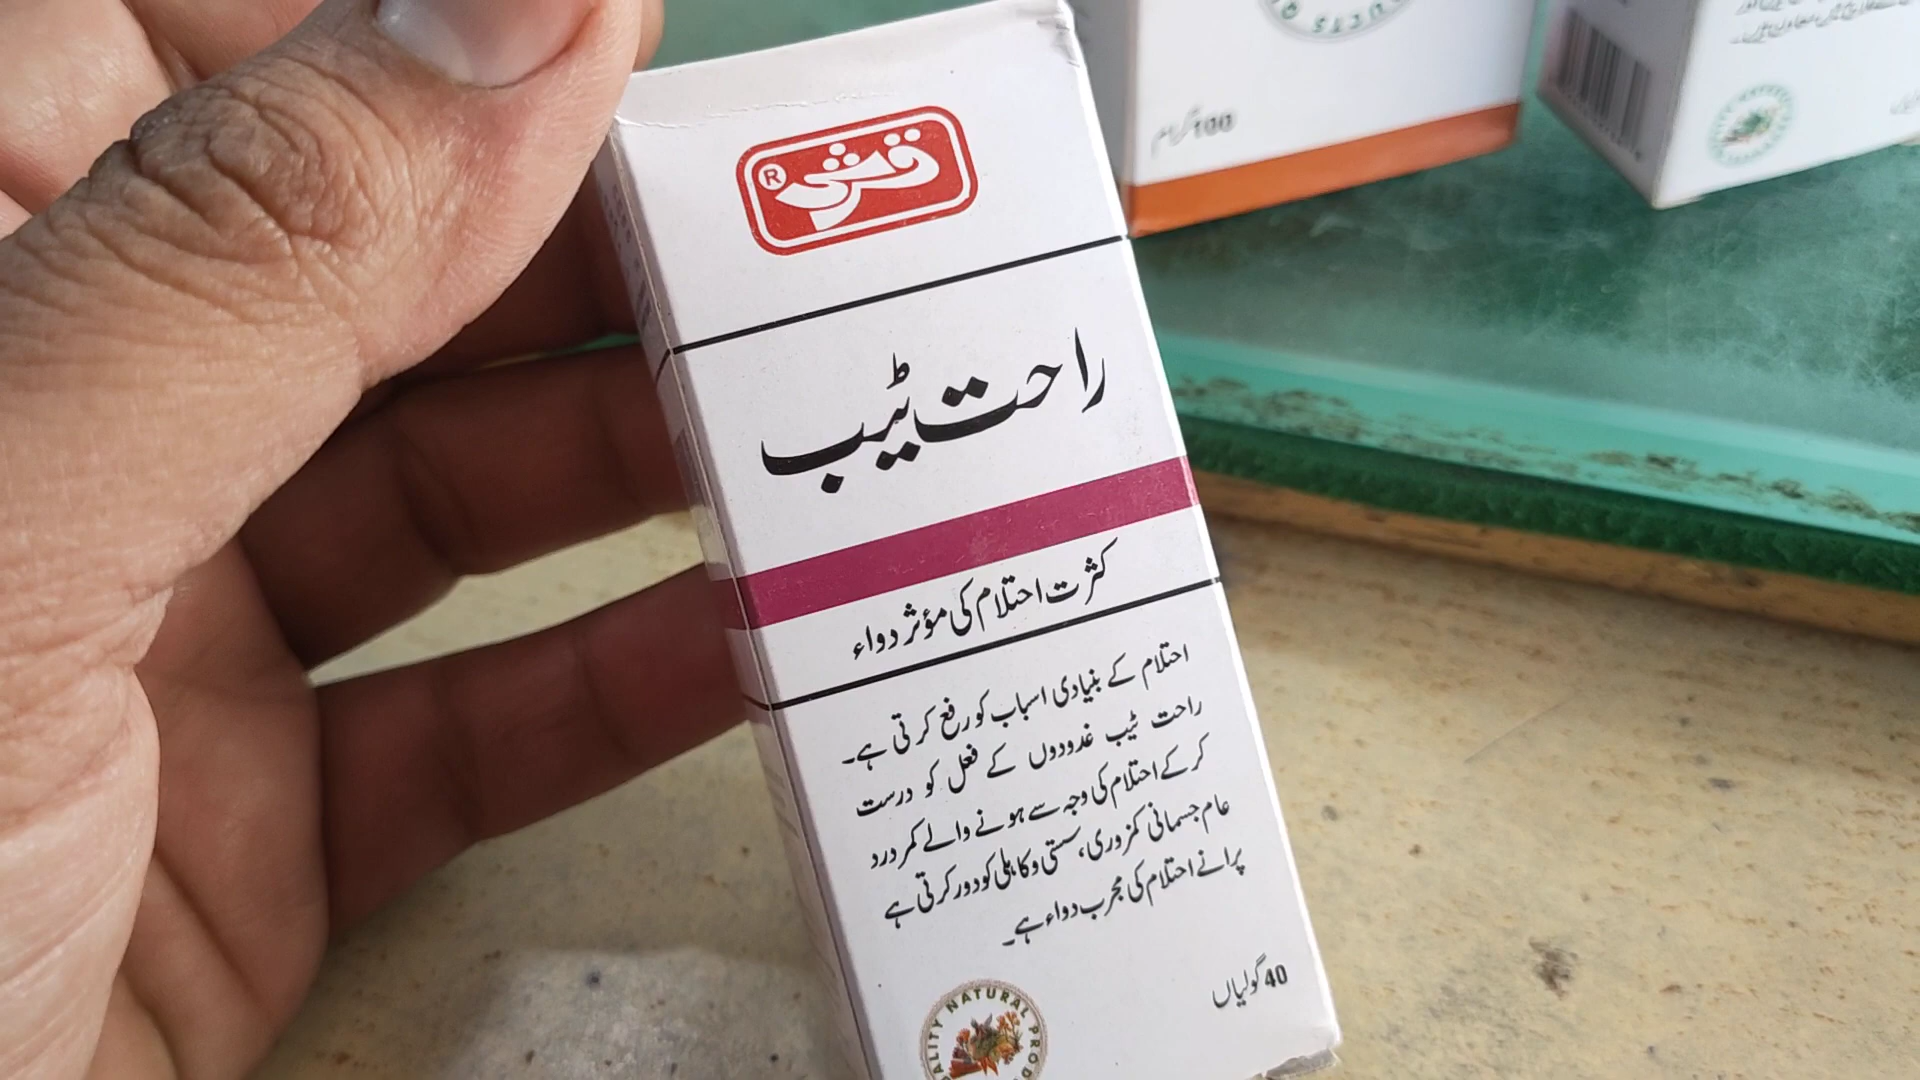 قرشی ®
راحت ٹیب
کثرت احتلام کی مؤثر دواء
احتلام کے بنیادی اسباب کو رفع کرتی ہے۔
راحت ٹیب غدودوں کے فعل کو درست
کرکے احتلام کی وجہ سے ہونے والے کمر درد
عام جسمانی کمزوری، سستی و کاہلی کو دور کرتی ہے
پرانے احتلام کی مجرب دواء ہے۔
40 گولیاں
NATURAL
100 گرام